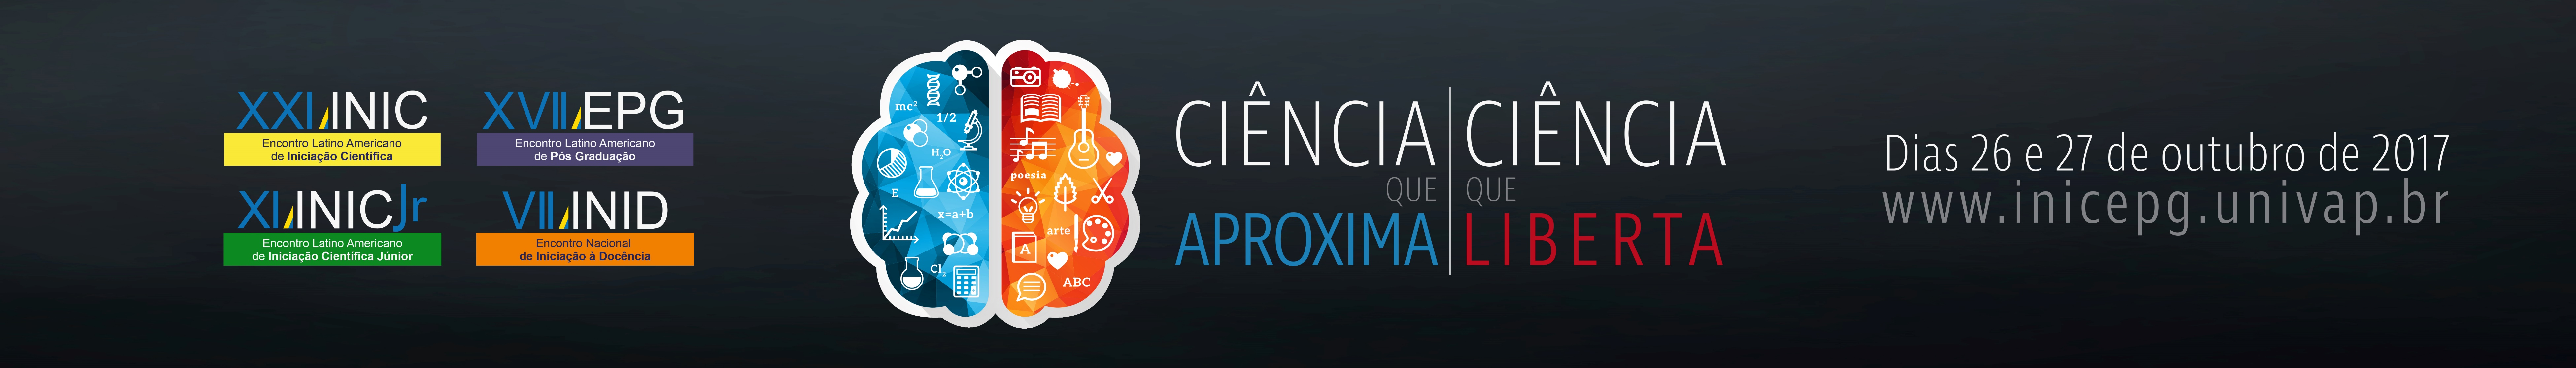 XXI INIC
Encontro Latino Americano
de Iniciação Científica
XVII EPG
Encontro Latino Americano
de Pós Graduação
XI INICJr
Encontro Latino Americano
de Iniciação Científica Júnior
VII INID
Encontro Nacional
de Iniciação à Docência
mc²
1/2
H₂O
E
x=a+b
Cl₂
poesia
arte
A
ABC
CIÊNCIA
QUE
APROXIMA
CIÊNCIA
QUE
LIBERTA
Dias 26 e 27 de outubro de 2017
www.inicepg.univap.br